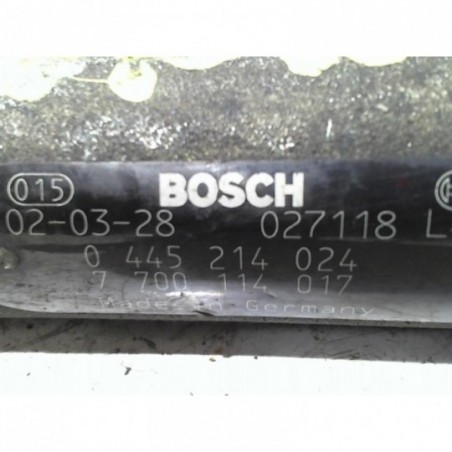 015 BOSCH H
02-03-28 027118 L
0 445 214 024
7 700 114 017
Made in Germany